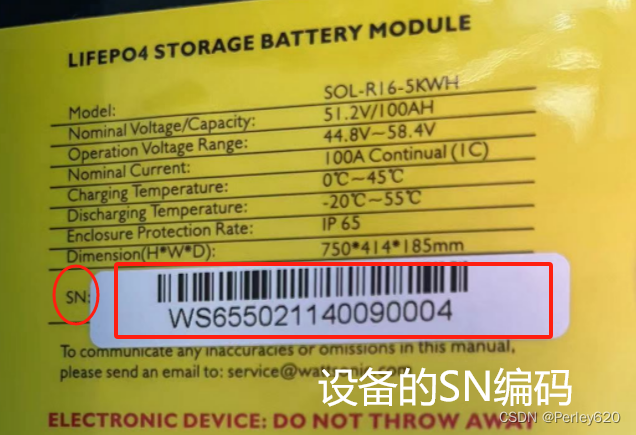 LIFEPO4 STORAGE BATTERY MODULE
Model: SOL-R16-5KWH
Nominal Voltage/Capacity: 51.2V/100AH
Operation Voltage Range: 44.8V~58.4V
Nominal Current: 100A Continual (1C)
Charging Temperature: 0℃~45℃
Discharging Temperature: -20℃~55℃
Enclosure Protection Rate: IP 65
Dimension(H*W*D): 750*414*185mm
SN: WS655021140090004
To communicate any inaccuracies or omissions in this manual,
please send an email to:
设备的SN编码
ELECTRONIC DEVICE: DO NOT THROW
CSDN @Perley620